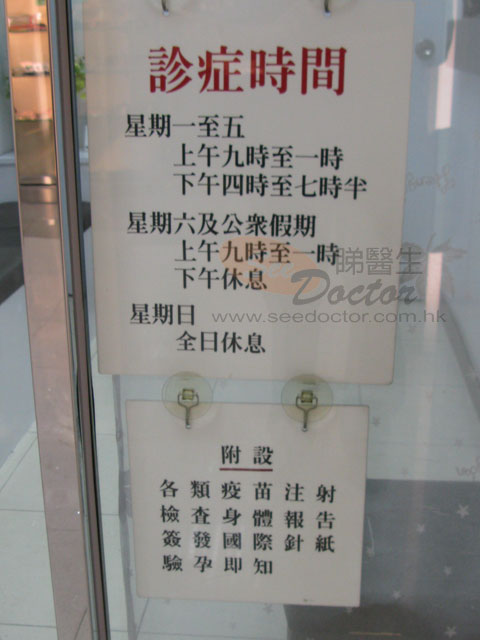 診症時間
星期一至五
上午九時至一時
下午四時至七時半
星期六及公衆假期
上午九時至一時
下午休息
星期日
全日休息
睇醫生
See Doctor
www.seedoctor.com.hk
附設
各類疫苗注射
檢查身體報告
簽發國際針紙
驗孕即知